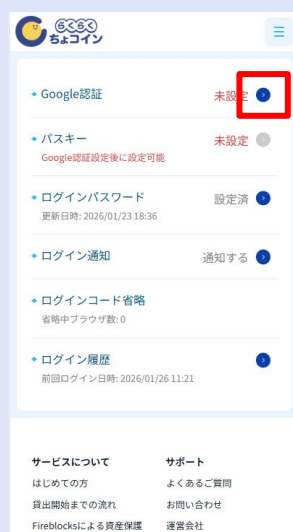 らくらく
ちょコイン
Google認証 未設定
パスキー 未設定
Google認証設定後に設定可能
ログインパスワード 設定済
更新日時: 2026/01/23 18:36
ログイン通知 通知する
ログインコード省略
省略中ブラウザ数: 0
ログイン履歴
前回ログイン日時: 2026/01/26 11:21
サービスについて サポート
はじめての方 よくあるご質問
貸出開始までの流れ お問い合わせ
Fireblocksによる資産保護 運営会社